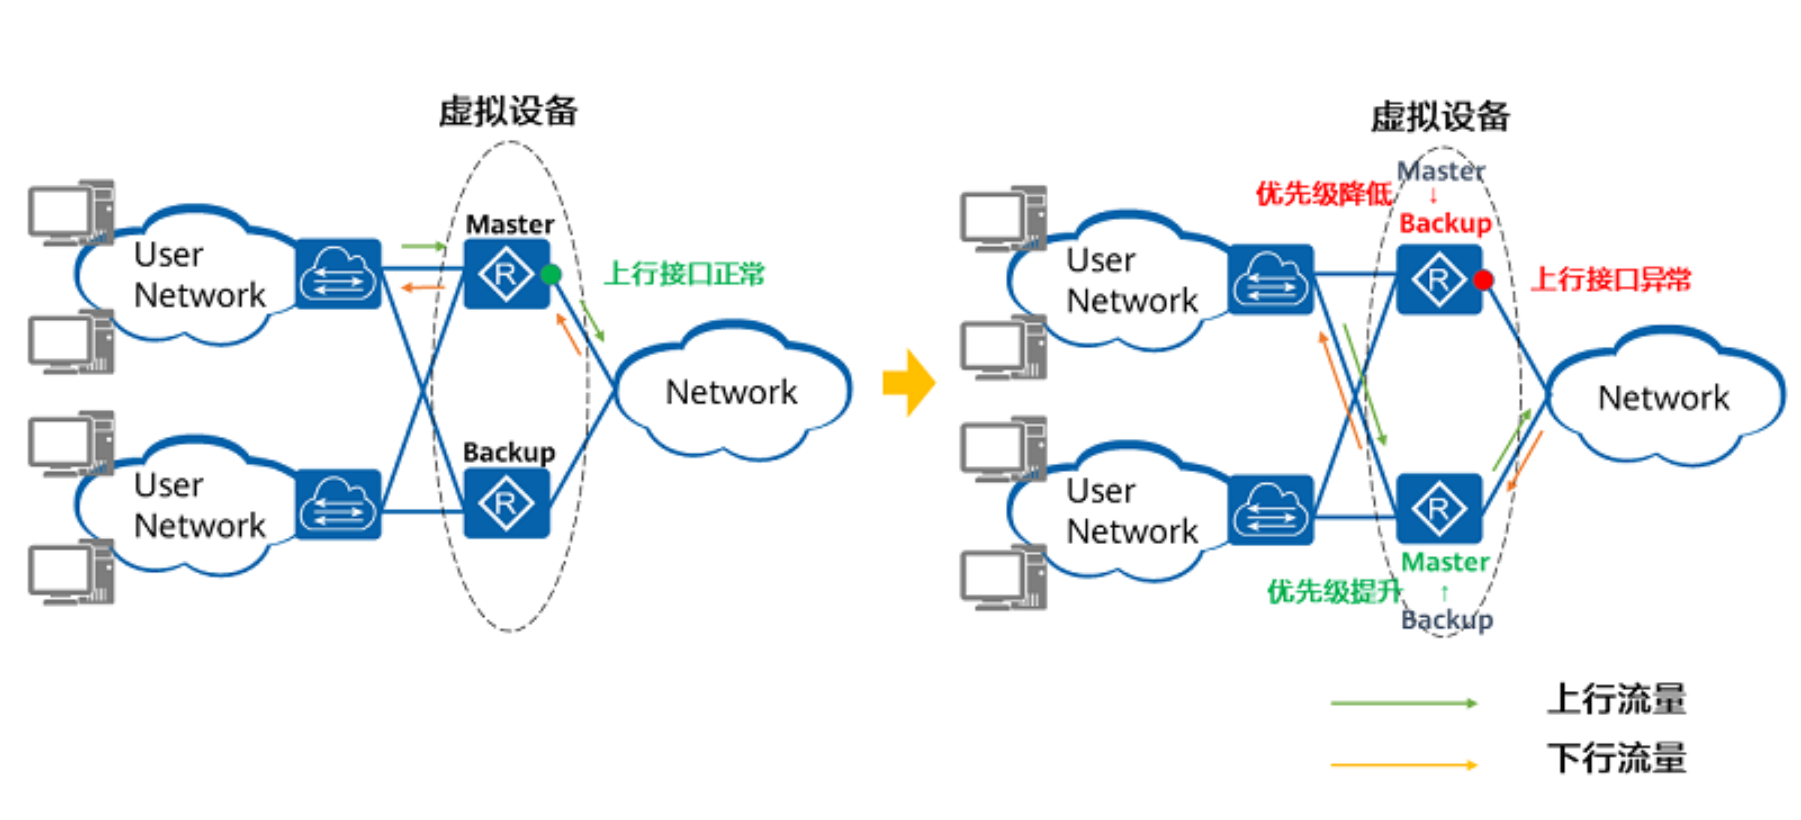 虚拟设备
Master
User
Network
R
上行接口正常
Network
Backup
User
Network
R
虚拟设备
Master
优先级降低
↓
Backup
User
Network
R
上行接口异常
Network
User
Network
R
Master
优先级提升
↑
Backup
上行流量
下行流量